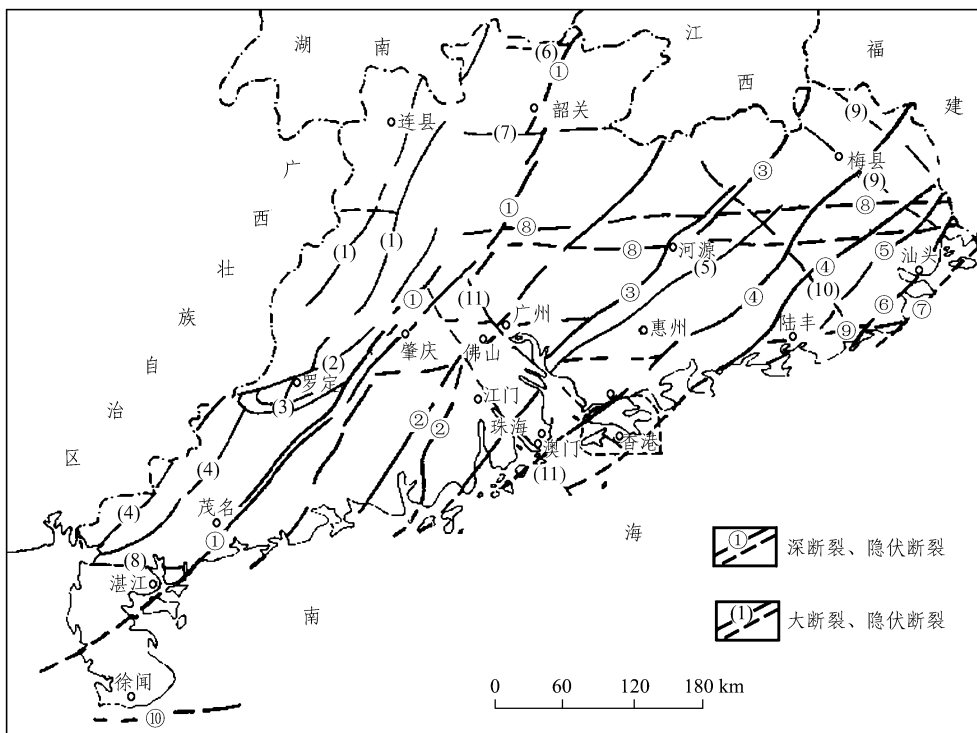 湖南
江西
福建
(6)
①
韶关
(9)
连县
(7)
广西壮族自治区
③
梅县
(9)
①
⑧
⑧
(1)
(1)
⑧
河源
⑤
(5)
④
汕头
(11)
①
③
④
(10)
⑥
⑦
广州
惠州
陆丰
⑨
肇庆
佛山
(2)
罗定
(3)
江门
②
②
珠海
澳门
香港
(4)
(11)
(4)
茂名
①
南海
① 深断裂、隐伏断裂
(8)
湛江
(1) 大断裂、隐伏断裂
徐闻
⑩
0 60 120 180 km